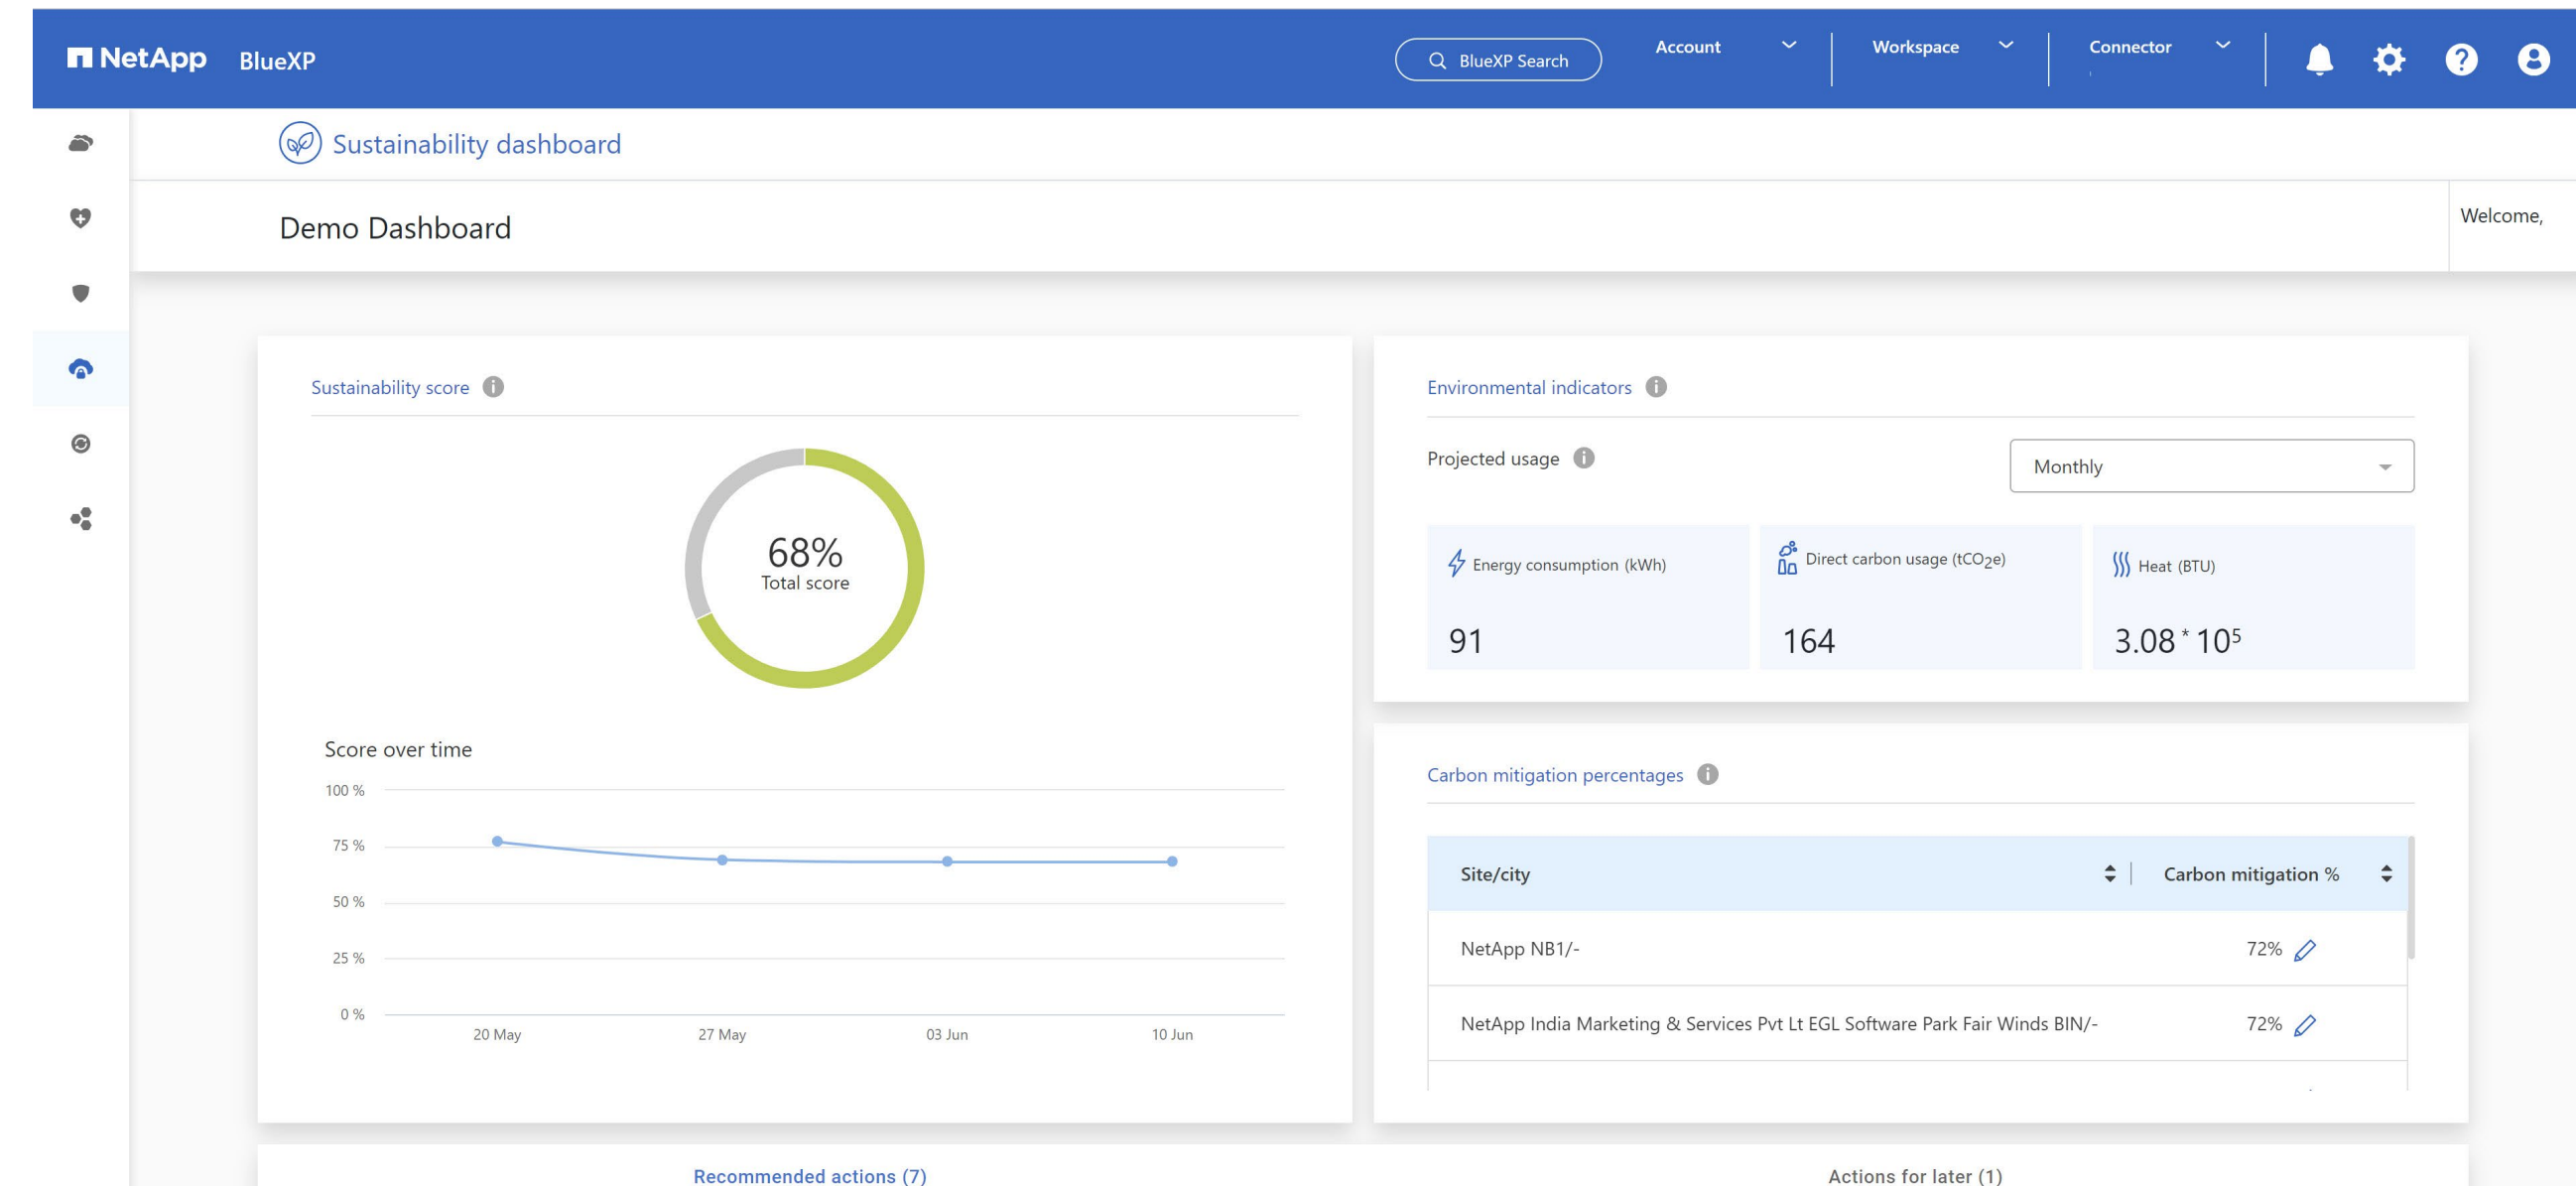 NetApp BlueXP
BlueXP Search
Account
Workspace
Connector
Sustainability dashboard
Demo Dashboard
Welcome,
Sustainability score
68%
Total score
Score over time
100 %
75 %
50 %
25 %
0 %
20 May 27 May 03 Jun 10 Jun
Environmental indicators
Projected usage
Monthly
Energy consumption (kWh)
91
Direct carbon usage (tCO₂e)
164
Heat (BTU)
3.08 * 10⁵
Carbon mitigation percentages
Site/city Carbon mitigation %
NetApp NB1/- 72%
NetApp India Marketing & Services Pvt Lt EGL Software Park Fair Winds BIN/- 72%
Recommended actions (7)
Actions for later (1)